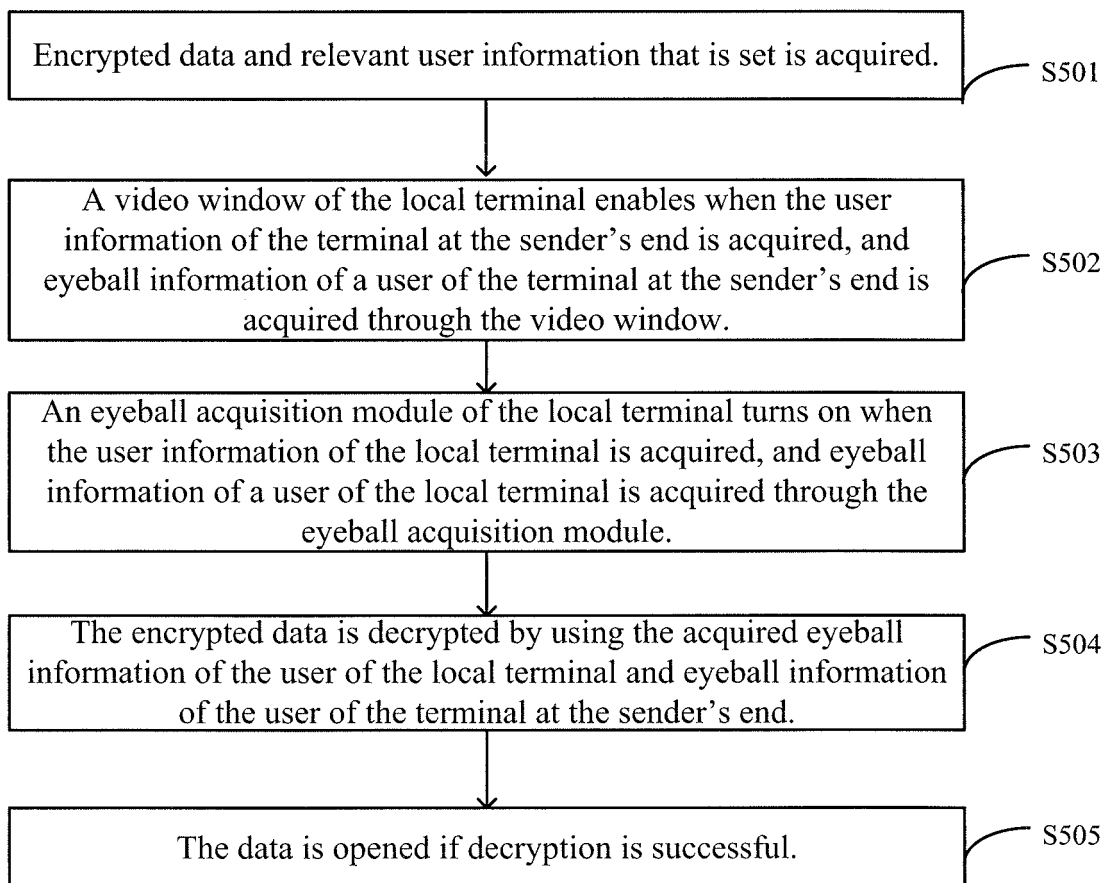 Encrypted data and relevant user information that is set is acquired.
S501
A video window of the local terminal enables when the user
information of the terminal at the sender's end is acquired, and
eyeball information of a user of the terminal at the sender's end is
acquired through the video window.
S502
An eyeball acquisition module of the local terminal turns on when
the user information of the local terminal is acquired, and eyeball
information of a user of the local terminal is acquired through the
eyeball acquisition module.
S503
The encrypted data is decrypted by using the acquired eyeball
information of the user of the local terminal and eyeball information
of the user of the terminal at the sender's end.
S504
The data is opened if decryption is successful.
S505